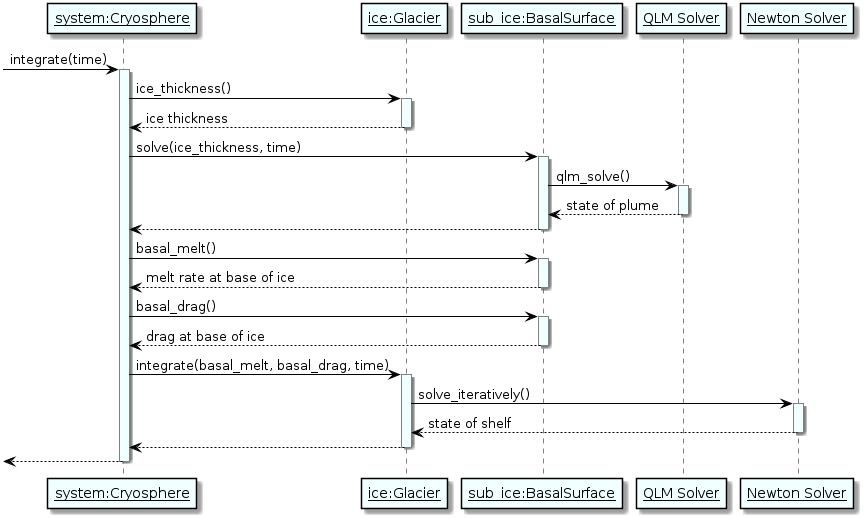 system:Cryosphere
ice:Glacier
sub_ice:BasalSurface
QLM Solver
Newton Solver
integrate(time)
ice_thickness()
ice thickness
solve(ice_thickness, time)
qlm_solve()
state of plume
basal_melt()
melt rate at base of ice
basal_drag()
drag at base of ice
integrate(basal_melt, basal_drag, time)
solve_iteratively()
state of shelf
system:Cryosphere
ice:Glacier
sub_ice:BasalSurface
QLM Solver
Newton Solver